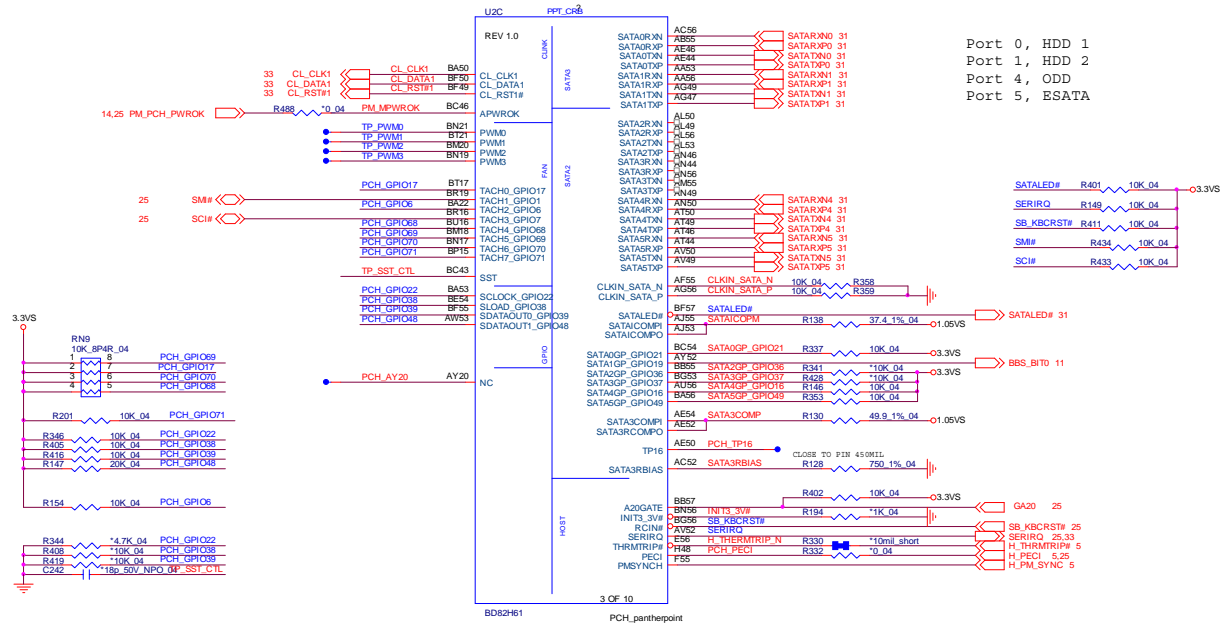 U2C
PPT_CRB
REV 1.0
CLINK
SATA3
FAN
SATA2
GPIO
HOST
33 CL_CLK1
33 CL_DATA1
33 CL_RST#1
CL_CLK1 BA50 CL_CLK1
CL_DATA1 BF50 CL_DATA1
CL_RST#1 BF49 CL_RST1#
14,25 PM_PCH_PWROK R488 *0_04 PM_MPWROK BC46 APWROK
TP_PWM0 BN21 PWM0
TP_PWM1 BT21 PWM1
TP_PWM2 BM20 PWM2
TP_PWM3 BN19 PWM3
PCH_GPIO17 BT17 TACH0_GPIO17
25 SMI# BR19 TACH1_GPIO1
PCH_GPIO6 BA22 TACH2_GPIO6
25 SCI# BR16 TACH3_GPIO7
PCH_GPIO68 BU16 TACH4_GPIO68
PCH_GPIO69 BM18 TACH5_GPIO69
PCH_GPIO70 BN17 TACH6_GPIO70
PCH_GPIO71 BP15 TACH7_GPIO71
TP_SST_CTL BC43 SST
PCH_GPIO22 BA53 SCLOCK_GPIO22
PCH_GPIO38 BE54 SLOAD_GPIO38
PCH_GPIO39 BF55 SDATAOUT0_GPIO39
PCH_GPIO48 AW53 SDATAOUT1_GPIO48
PCH_AY20 AY20 NC
3.3VS
RN9
10K_8P4R_04
1 8 PCH_GPIO69
2 7 PCH_GPIO17
3 6 PCH_GPIO70
4 5 PCH_GPIO68
R201 10K_04 PCH_GPIO71
R346 10K_04 PCH_GPIO22
R405 10K_04 PCH_GPIO38
R416 10K_04 PCH_GPIO39
R147 20K_04 PCH_GPIO48
R154 10K_04 PCH_GPIO6
R344 *4.7K_04 PCH_GPIO22
R408 *10K_04 PCH_GPIO38
R419 *10K_04 PCH_GPIO39
C242 *18p_50V_NPO_04 TP_SST_CTL
SATA0RXN AC56 SATARXN0 31
SATA0RXP AB55 SATARXP0 31
SATA0TXN AE46 SATATXN0 31
SATA0TXP AE44 SATATXP0 31
SATA1RXN AA53 SATARXN1 31
SATA1RXP AA56 SATARXP1 31
SATA1TXN AG49 SATATXN1 31
SATA1TXP AG47 SATATXP1 31
SATA2RXN AL50
SATA2RXP AL49
SATA2TXN AL56
SATA2TXP AL53
SATA3RXN AN46
SATA3RXP AN44
SATA3TXN AN56
SATA3TXP AM55
SATA4RXN AN49 SATARXN4 31
SATA4RXP AN50 SATARXP4 31
SATA4TXN AT50 SATATXN4 31
SATA4TXP AT49 SATATXP4 31
SATA5RXN AT46 SATARXN5 31
SATA5RXP AT44 SATARXP5 31
SATA5TXN AV50 SATATXN5 31
SATA5TXP AV49 SATATXP5 31
CLKIN_SATA_N AF55 CLKIN_SATA_N 10K_04 R358
CLKIN_SATA_P AG56 CLKIN_SATA_P 10K_04 R359
SATALED# BF57 SATALED# SATALED# 31
SATAICOMPI AJ55 SATAICOPM R138 37.4_1%_04 1.05VS
SATAICOMPO AJ53
SATA0GP_GPIO21 BC54 SATA0GP_GPIO21 R337 10K_04 3.3VS
SATA1GP_GPIO19 AY52 BBS_BIT0 11
SATA2GP_GPIO36 BB55 SATA2GP_GPIO36 R341 *10K_04 3.3VS
SATA3GP_GPIO37 BG53 SATA3GP_GPIO37 R428 *10K_04
SATA4GP_GPIO16 AU56 SATA4GP_GPIO16 R146 10K_04
SATA5GP_GPIO49 BA56 SATA5GP_GPIO49 R353 10K_04
SATA3COMPI AE54 SATA3COMP R130 49.9_1%_04 1.05VS
SATA3RCOMPO AE52
TP16 AE50 PCH_TP16
CLOSE TO PIN 450MIL
SATA3RBIAS AC52 SATA3RBIAS R128 750_1%_04
R402 10K_04 3.3VS
A20GATE BB57 GA20 25
INIT3_3V# BN56 INIT3_3V# R194 *1K_04
RCIN# BG56 SB_KBCRST# SB_KBCRST# 25
SERIRQ AV52 SERIRQ SERIRQ 25,33
THRMTRIP# E56 H_THERMTRIP_N R330 *10mil_short H_THRMTRIP# 5
PECI H48 PCH_PECI R332 *0_04 H_PECI 5,25
PMSYNCH F55 H_PM_SYNC 5
3 OF 10
BD82H61
PCH_pantherpoint
Port 0, HDD 1
Port 1, HDD 2
Port 4, ODD
Port 5, ESATA
SATALED# R401 10K_04 3.3VS
SERIRQ R149 10K_04
SB_KBCRST# R411 10K_04
SMI# R434 10K_04
SCI# R433 10K_04